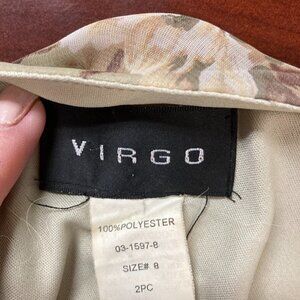 VIRGO
100%POLYESTER
03-1597-8
SIZE# 8
2PC